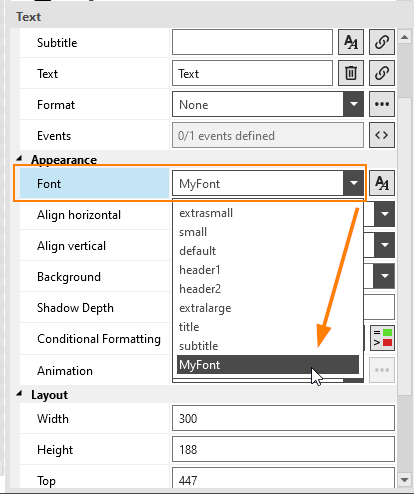 Text
Subtitle
Text Text
Format None
Events 0/1 events defined
Appearance
Font MyFont
Align horizontal
Align vertical
Background
Shadow Depth
Conditional Formatting
Animation
extrasmall
small
default
header1
header2
extralarge
title
subtitle
MyFont
Layout
Width 300
Height 188
Top 447